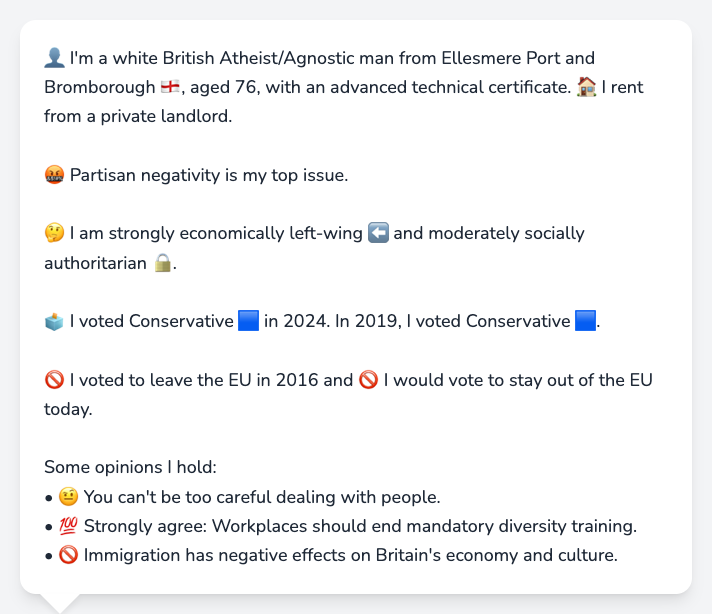 👤 I'm a white British Atheist/Agnostic man from Ellesmere Port and
Bromborough 🏴󠁧󠁢󠁥󠁮󠁧󠁿, aged 76, with an advanced technical certificate. 🏠 I rent
from a private landlord.
🤬 Partisan negativity is my top issue.
🤔 I am strongly economically left-wing ⬅️ and moderately socially
authoritarian 🔒.
🗳️ I voted Conservative 🟦 in 2024. In 2019, I voted Conservative 🟦.
🚫 I voted to leave the EU in 2016 and 🚫 I would vote to stay out of the EU
today.
Some opinions I hold:
• 🤨 You can't be too careful dealing with people.
• 💯 Strongly agree: Workplaces should end mandatory diversity training.
• 🚫 Immigration has negative effects on Britain's economy and culture.